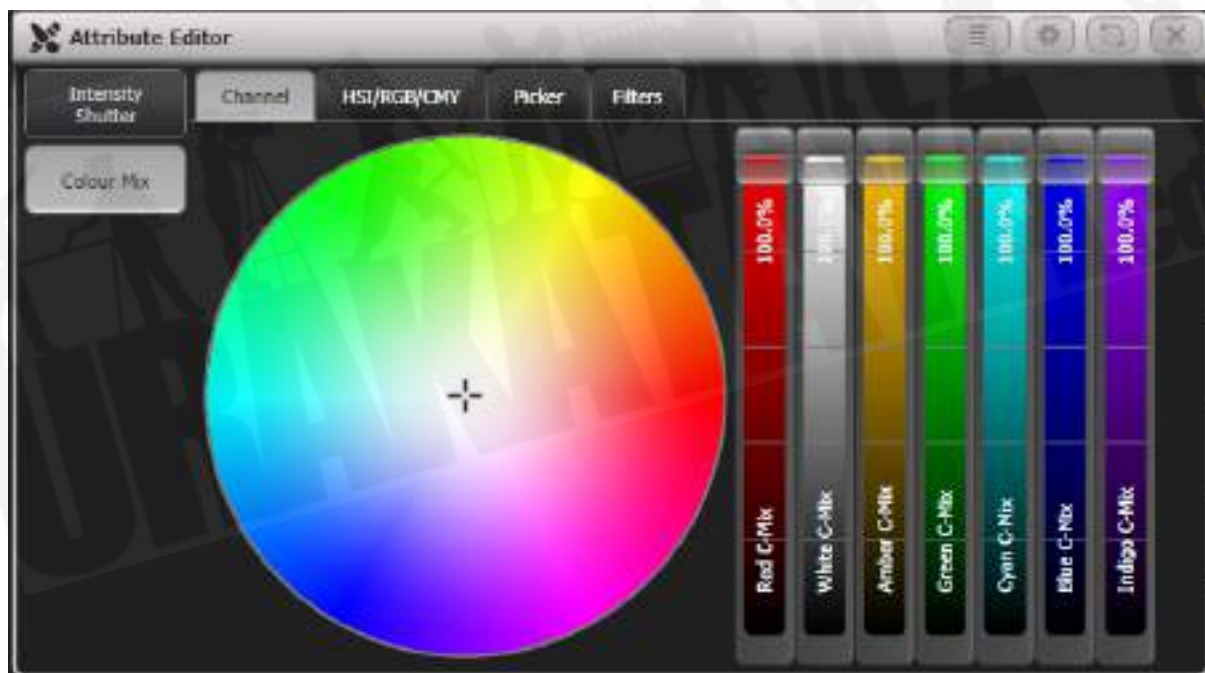 Attribute Editor
Intensity
Shutter
Channel
HSI/RGB/CMY
Picker
Filters
Colour Mix
100.0%
100.0%
100.0%
100.0%
100.0%
100.0%
100.0%
Red C-Mix
White C-Mix
Amber C-Mix
Green C-Mix
Cyan C-Mix
Blue C-Mix
Indigo C-Mix